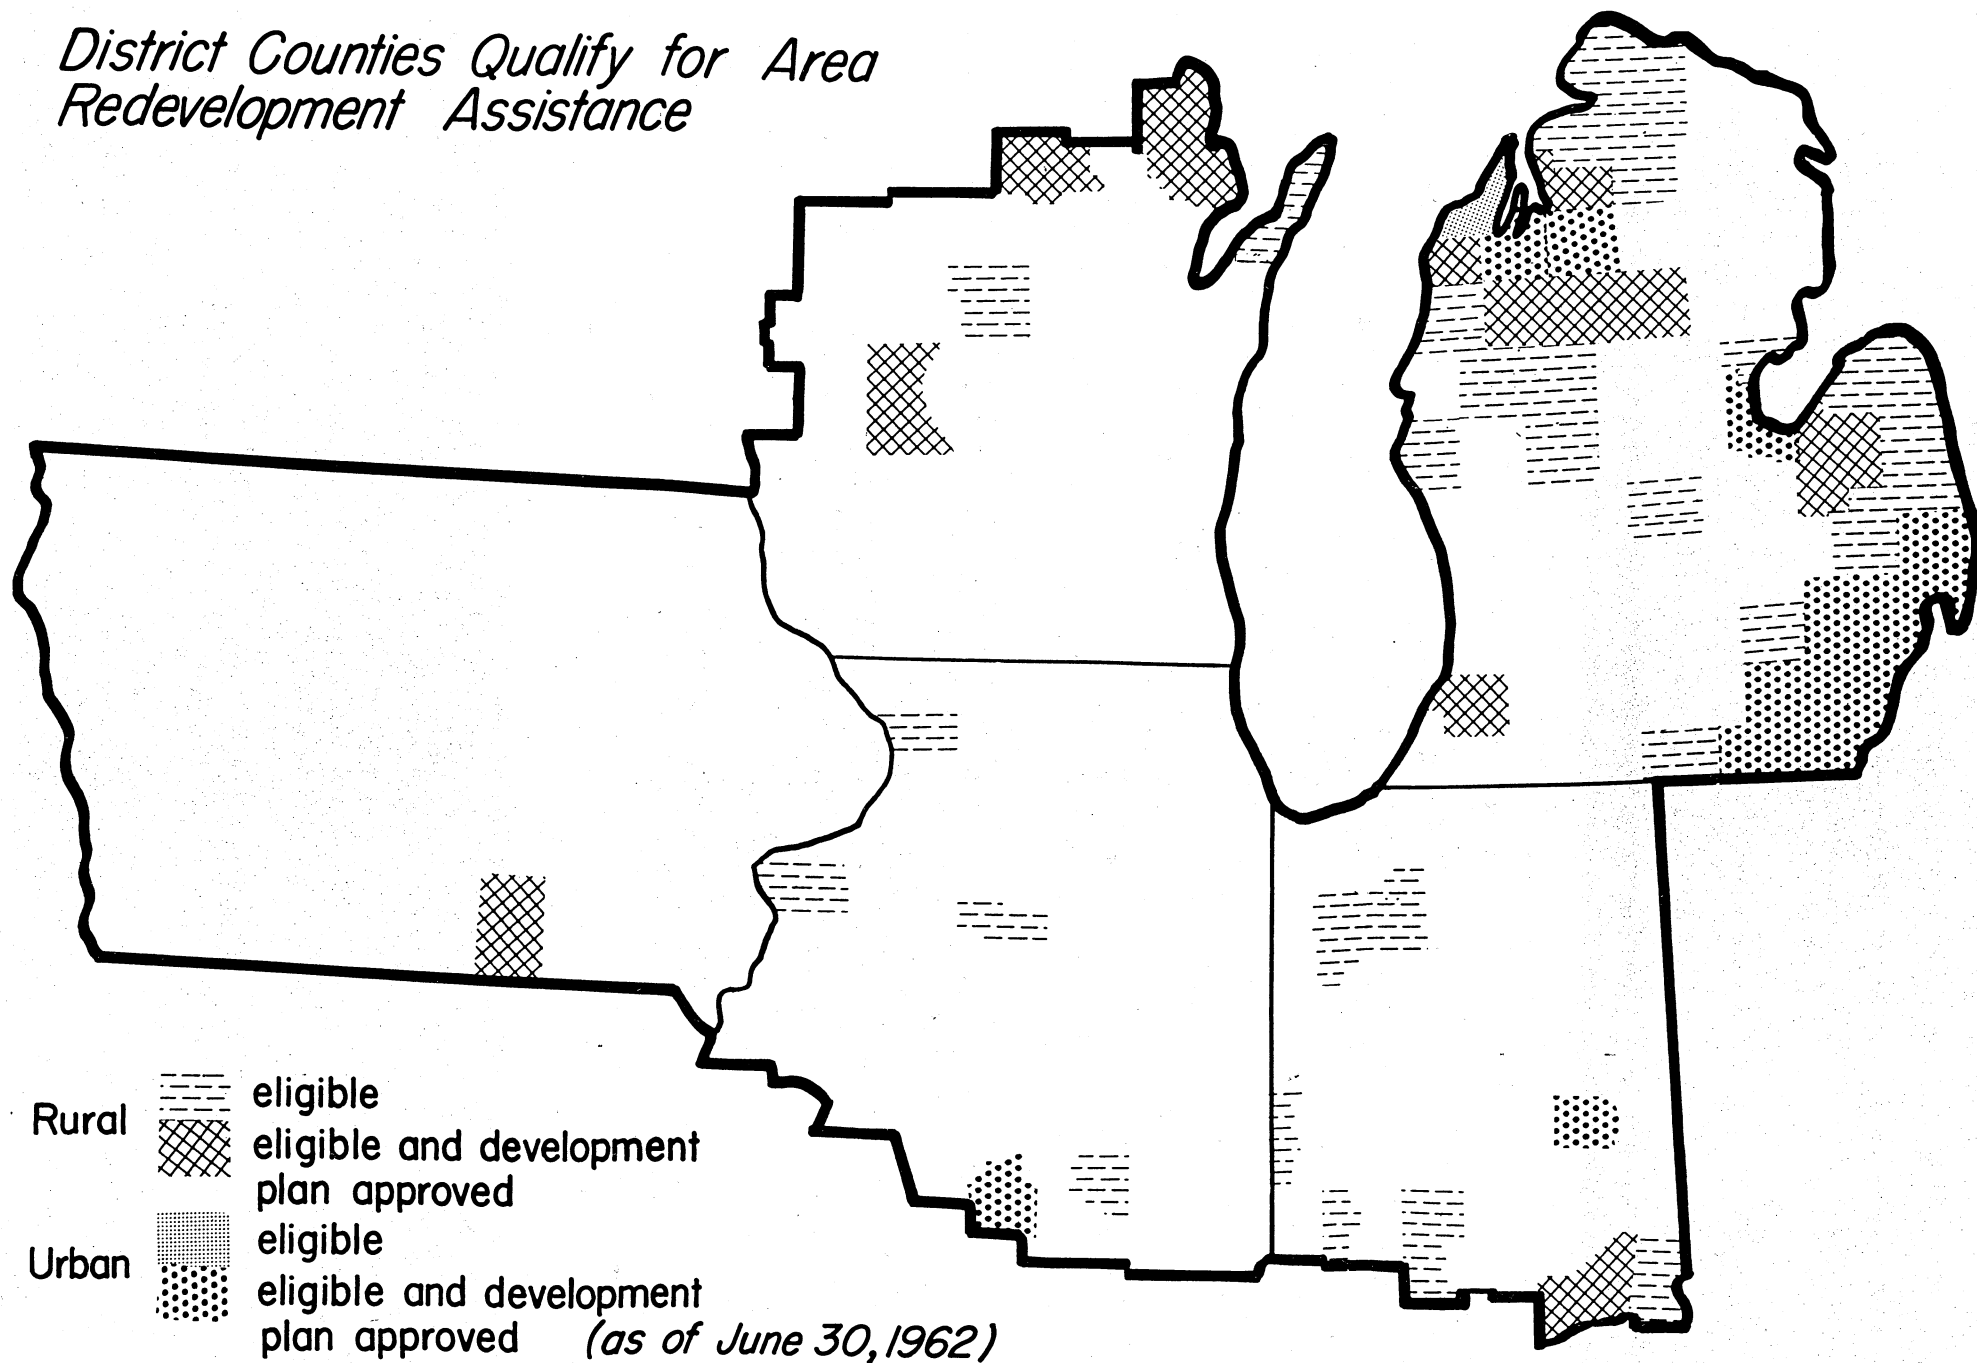 District Counties Qualify for Area
Redevelopment Assistance
Rural
eligible
eligible and development
plan approved
Urban
eligible
eligible and development
plan approved (as of June 30, 1962)